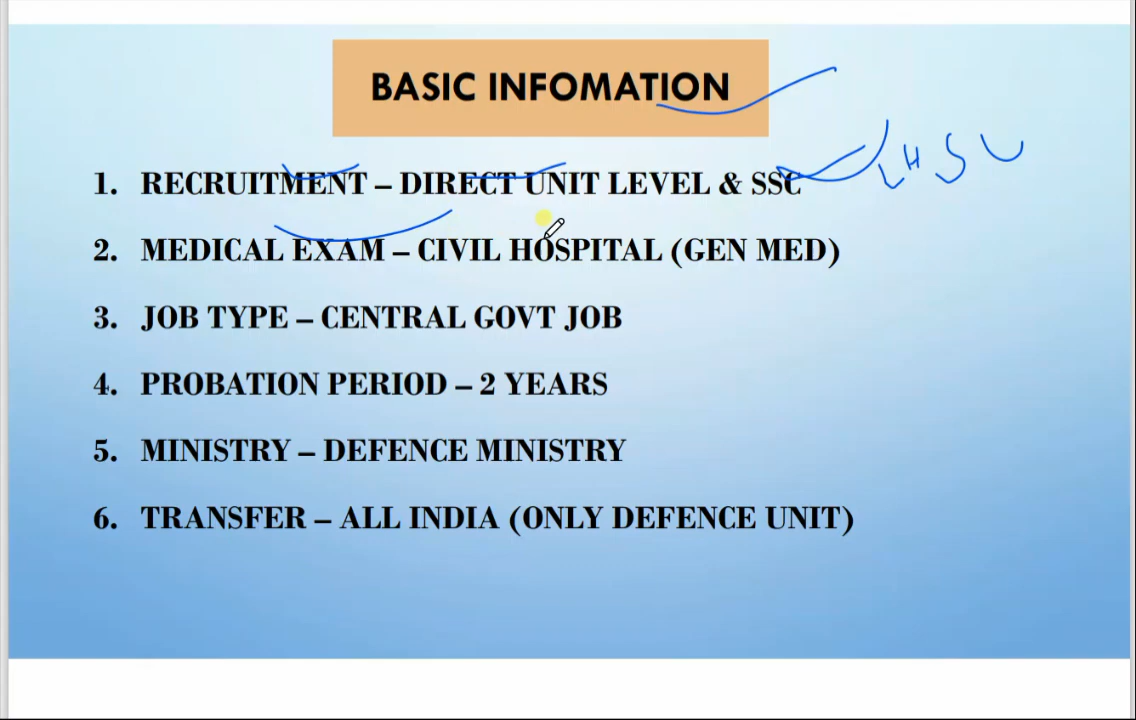 BASIC INFOMATION
1. RECRUITMENT – DIRECT UNIT LEVEL & SSC
2. MEDICAL EXAM – CIVIL HOSPITAL (GEN MED)
3. JOB TYPE – CENTRAL GOVT JOB
4. PROBATION PERIOD – 2 YEARS
5. MINISTRY – DEFENCE MINISTRY
6. TRANSFER – ALL INDIA (ONLY DEFENCE UNIT)